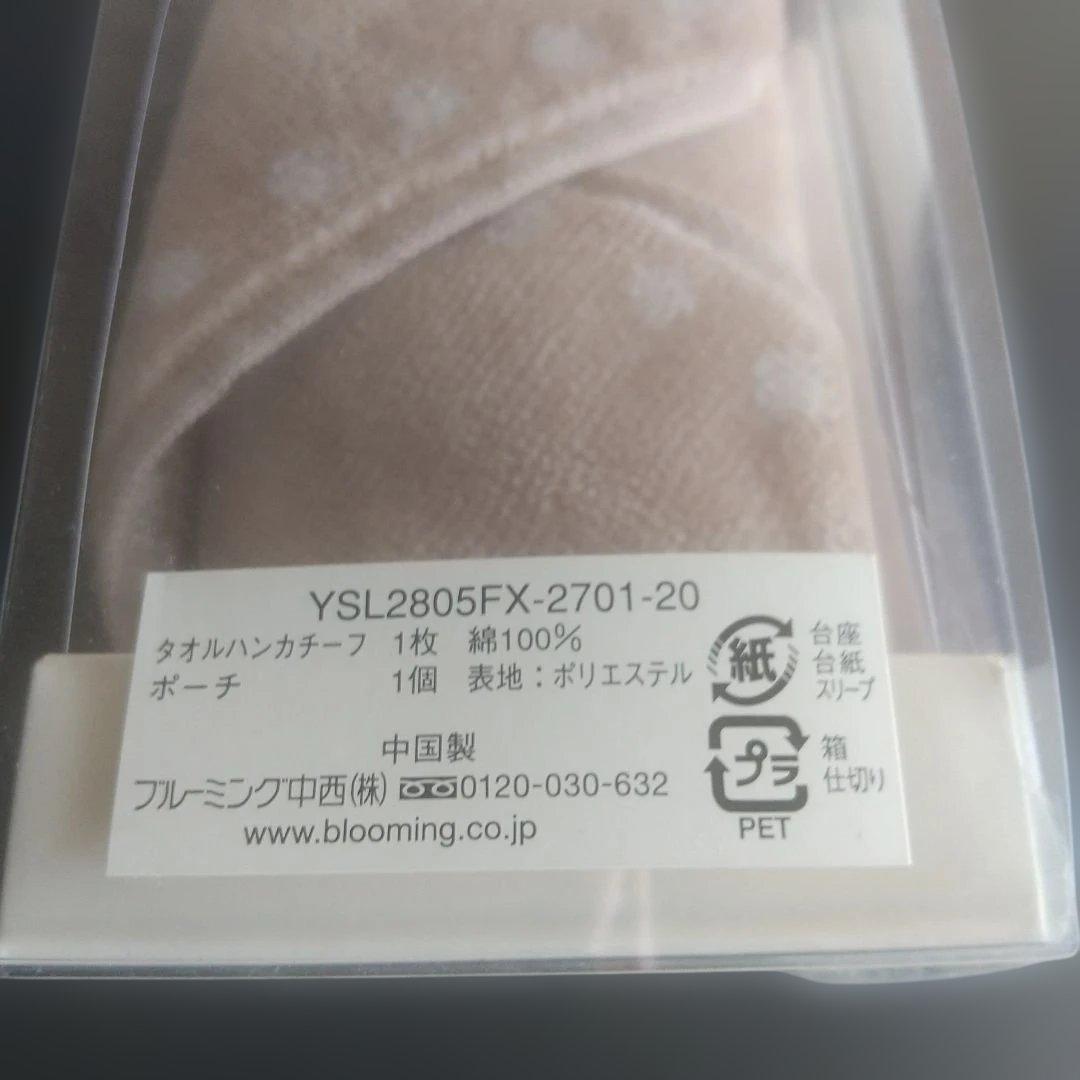 YSL2805FX-2701-20
タオルハンカチーフ 1枚 綿100%
ポーチ 1個 表地：ポリエステル
中国製
ブルーミング中西(株) 0120-030-632
www.blooming.co.jp
紙
台座
台紙
スリーブ
プラ
PET
箱
仕切り